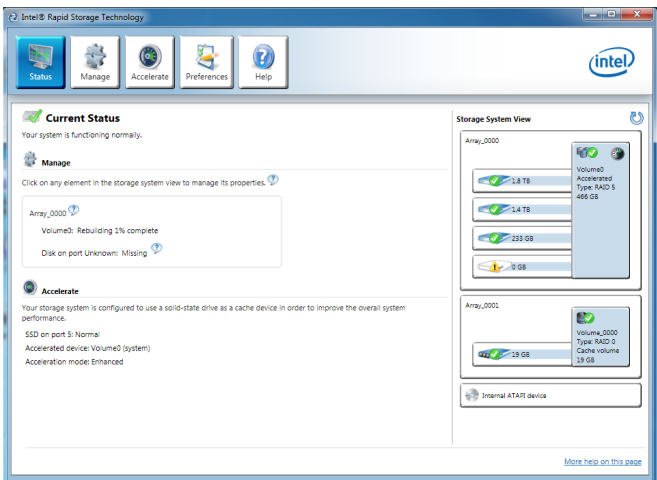 Intel® Rapid Storage Technology
Status
Manage
Accelerate
Preferences
Help
intel
Current Status
Your system is functioning normally.
Manage
Click on any element in the storage system view to manage its properties.
Array_0000
Volume0: Rebuilding 1% complete
Disk on port Unknown: Missing
Accelerate
Your storage system is configured to use a solid-state drive as a cache device in order to improve the overall system
performance.
SSD on port 5: Normal
Accelerated device: Volume0 (system)
Acceleration mode: Enhanced
Storage System View
Array_0000
1.8 TB
1.4 TB
233 GB
0 GB
Volume0
Accelerated
Type: RAID 5
466 GB
Array_0001
19 GB
Volume_0000
Type: RAID 0
Cache volume
19 GB
Internal ATAPI device
More help on this page